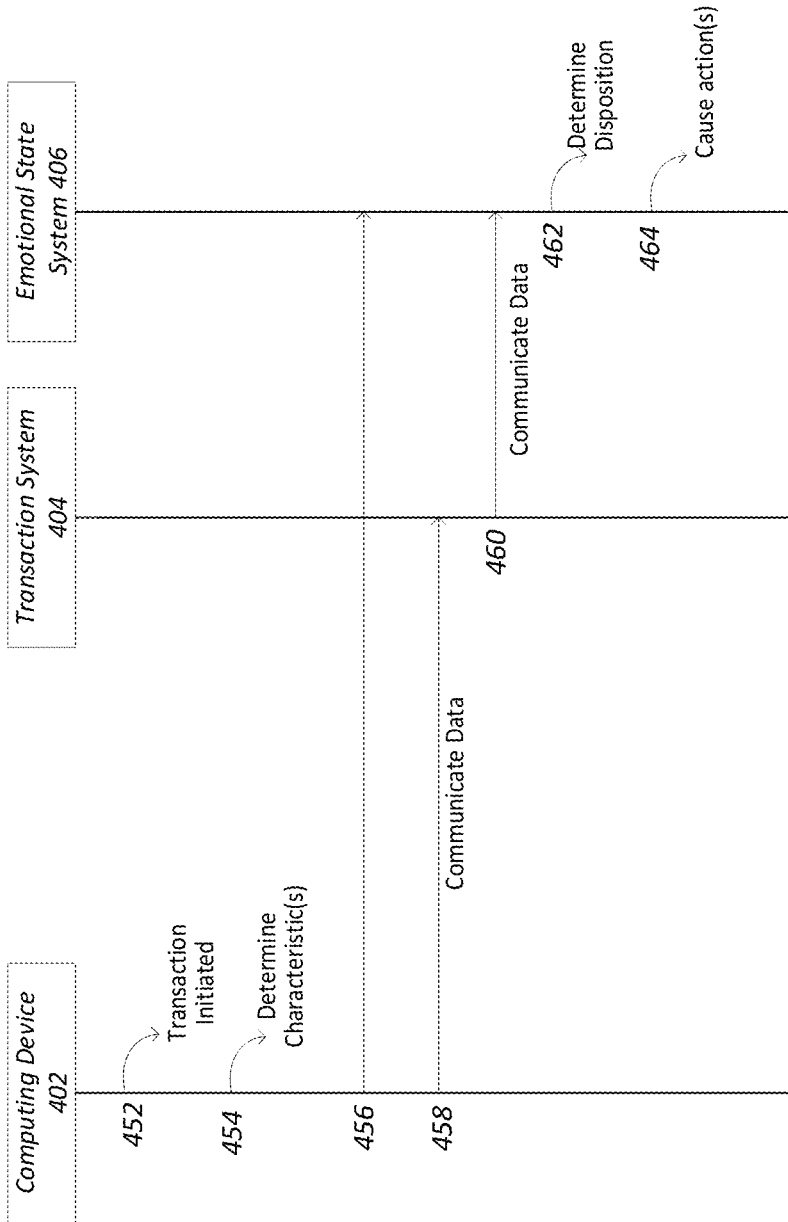 Computing Device
402
Transaction System
404
Emotional State
System 406
452
Transaction
Initiated
454
Determine
Characteristic(s)
456
458
Communicate Data
460
Communicate Data
462
Determine
Disposition
464
Cause action(s)